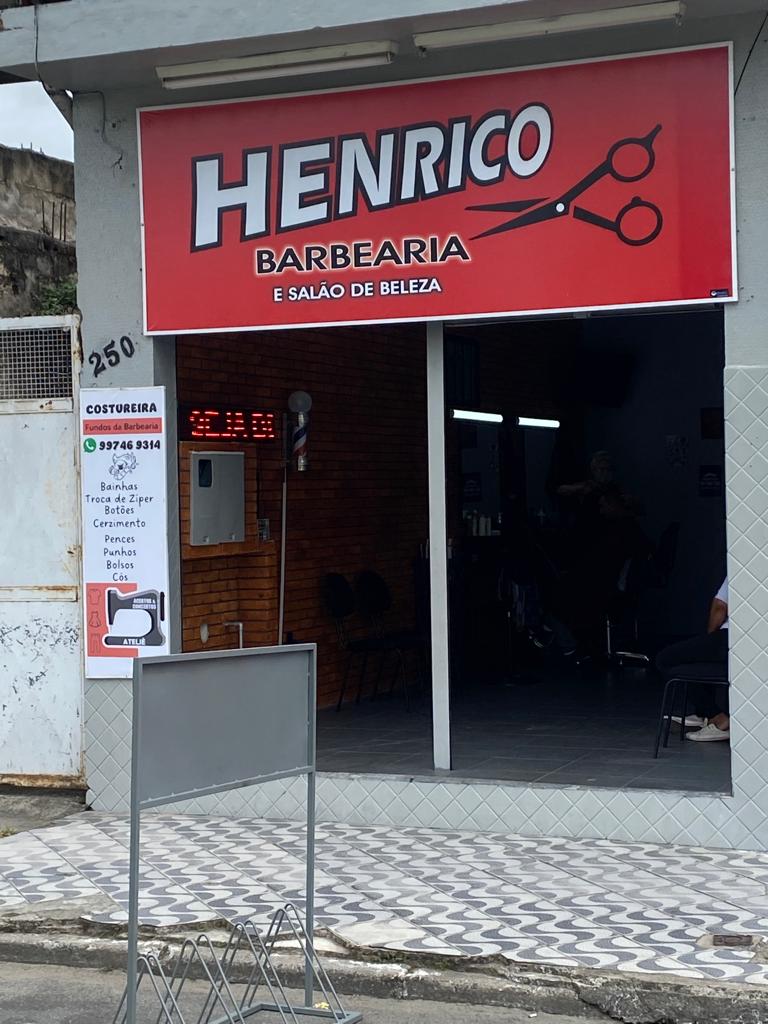 HENRICO
BARBEARIA
E SALÃO DE BELEZA
250
COSTUREIRA
Fundos da Barbearia
99746 9314
Bainhas
Troca de Ziper
Botões
Cerzimento
Pences
Punhos
Bolsos
Cós
ATELIÊ